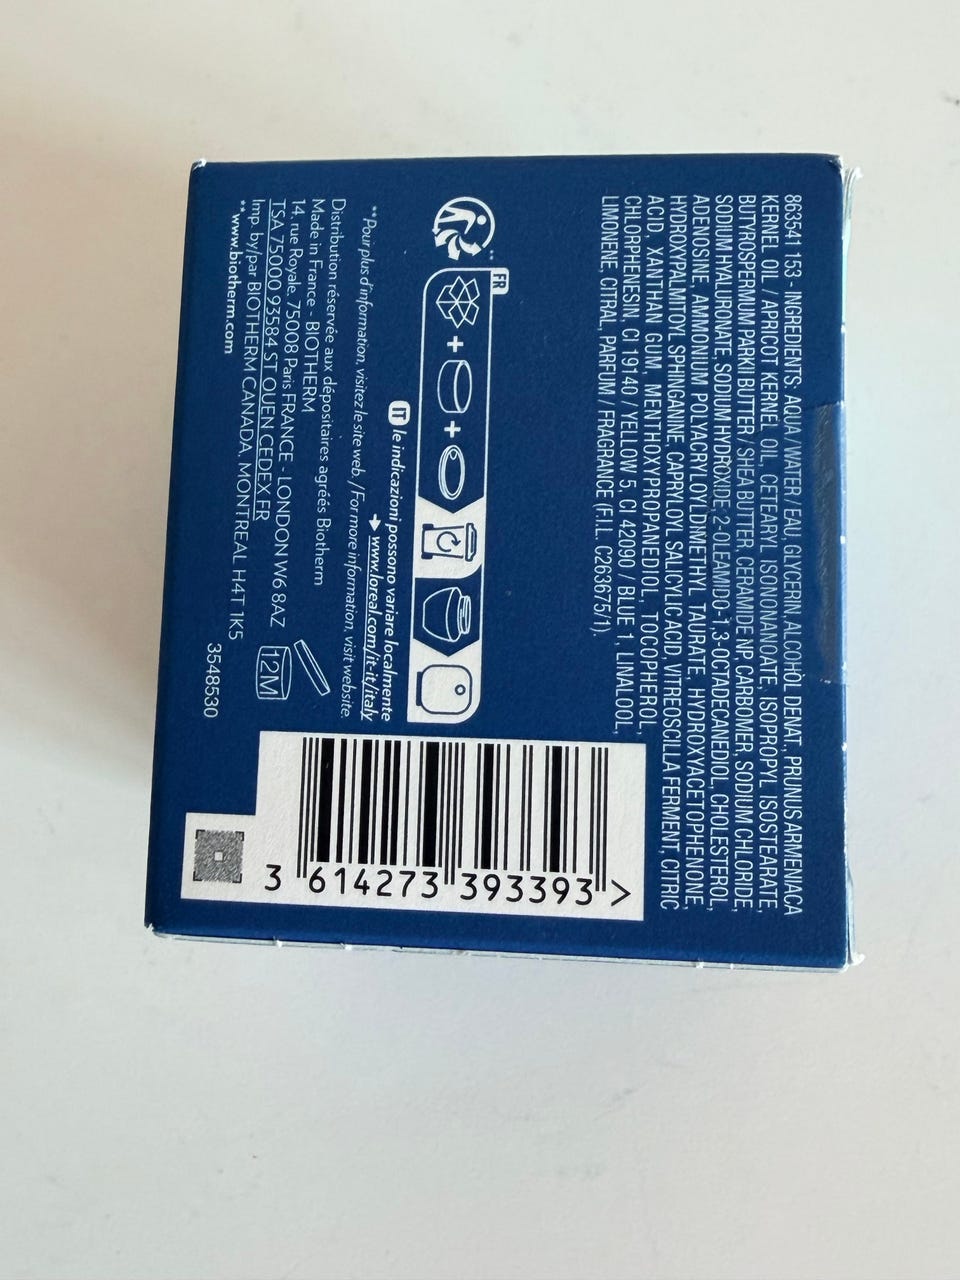 863541 153 - INGREDIENTS: AQUA / WATER / EAU, GLYCERIN, ALCOHOL DENAT., PRUNUS ARMENIACA
KERNEL OIL / APRICOT KERNEL OIL, CETEARYL ISONONANOATE, ISOPROPYL ISOSTEARATE,
BUTYROSPERMUM PARKII BUTTER / SHEA BUTTER, CERAMIDE NP, CARBOMER, SODIUM CHLORIDE,
SODIUM HYALURONATE, SODIUM HYDROXIDE, 2-OLEAMIDO-1,3-OCTADECANEDIOL, CHOLESTEROL,
ADENOSINE, AMMONIUM POLYACRYLOYLDIMETHYL TAURATE, HYDROXYACETOPHENONE,
HYDROXYPALMITOYL SPHINGANINE, CAPRYLOYL SALICYLIC ACID, VITREOSCILLA FERMENT, CITRIC
ACID, XANTHAN GUM, MENTHOXYPROPANEDIOL, TOCOPHEROL,
CHLORPHENESIN, CI 19140 / YELLOW 5, CI 42090 / BLUE 1, LINALOOL,
LIMONENE, CITRAL, PARFUM / FRAGRANCE (F.I.L. C263675/1).
**
FR
IT le indicazioni possono variare localmente
www.loreal.com/it-it/italy
**Pour plus d'information, visitez le site web. / For more information, visit website.
Distribution réservée aux dépositaires agréés Biotherm
Made in France - BIOTHERM
14, rue Royale, 75008 Paris FRANCE - LONDON W6 8AZ
TSA 75000 93584 ST OUEN CEDEX FR
Imp. by/par BIOTHERM CANADA, MONTREAL H4T 1K5
**www.biotherm.com
12M
3548530
3 614273 393393 >